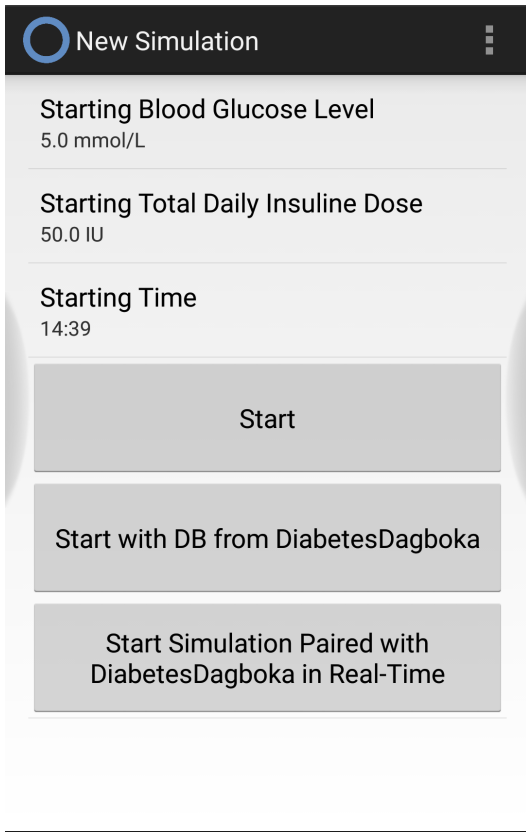 New Simulation
Starting Blood Glucose Level
5.0 mmol/L
Starting Total Daily Insuline Dose
50.0 IU
Starting Time
14:39
Start
Start with DB from DiabetesDagboka
Start Simulation Paired with
DiabetesDagboka in Real-Time